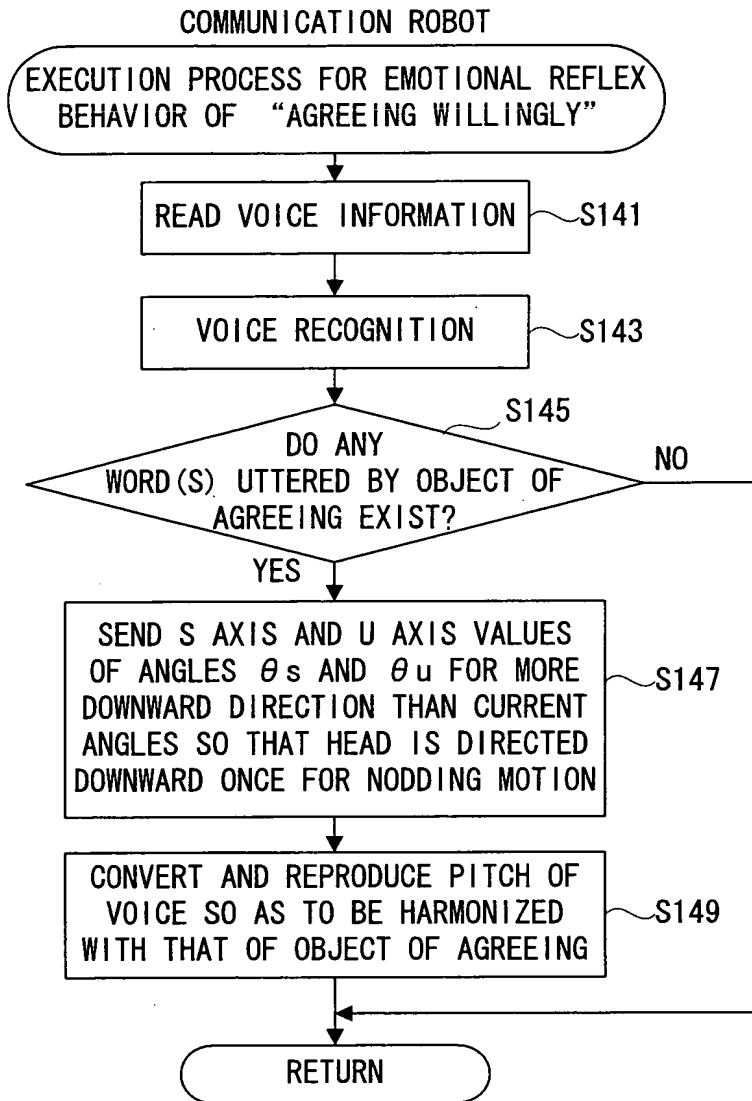 COMMUNICATION ROBOT
EXECUTION PROCESS FOR EMOTIONAL REFLEX
BEHAVIOR OF “AGREEING WILLINGLY”
READ VOICE INFORMATION
S141
VOICE RECOGNITION
S143
S145
DO ANY
WORD(S) UTTERED BY OBJECT OF
AGREEING EXIST?
NO
YES
SEND S AXIS AND U AXIS VALUES
OF ANGLES θs AND θu FOR MORE
DOWNWARD DIRECTION THAN CURRENT
ANGLES SO THAT HEAD IS DIRECTED
DOWNWARD ONCE FOR NODDING MOTION
S147
CONVERT AND REPRODUCE PITCH OF
VOICE SO AS TO BE HARMONIZED
WITH THAT OF OBJECT OF AGREEING
S149
RETURN